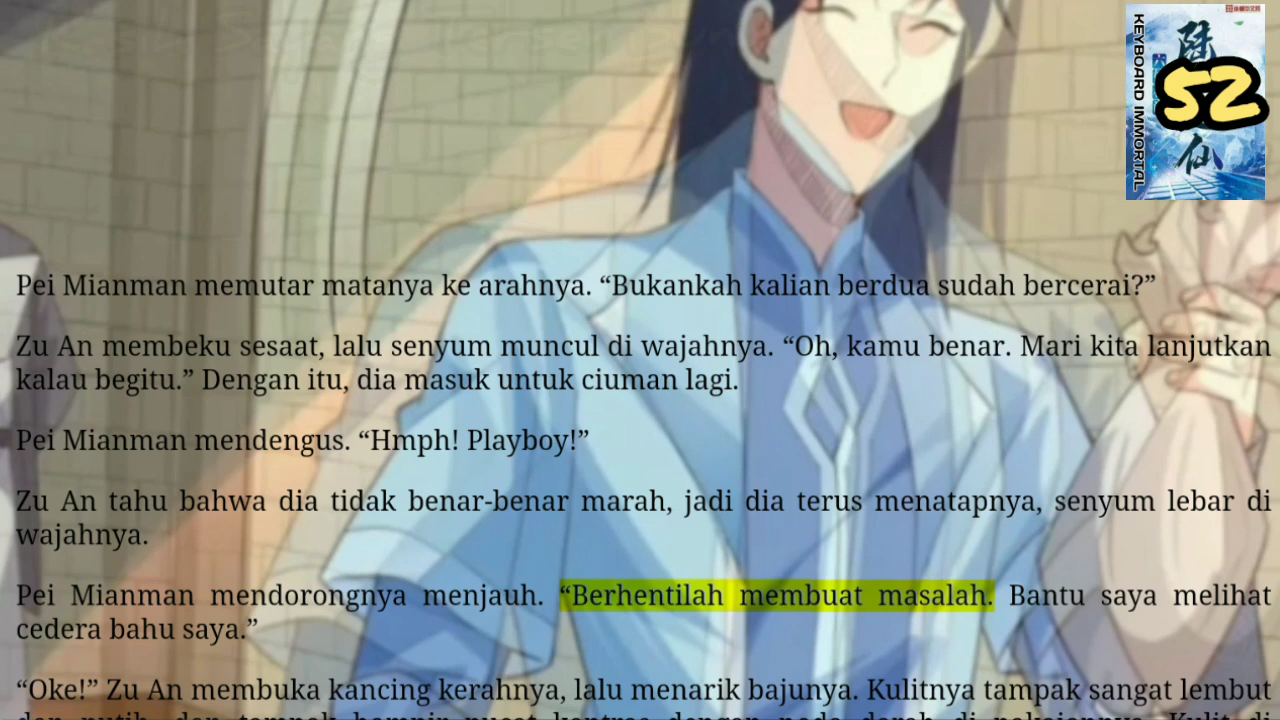 陆
仙
KEYBOARD IMMORTAL
52
Pei Mianman memutar matanya ke arahnya. “Bukankah kalian berdua sudah bercerai?”
Zu An membeku sesaat, lalu senyum muncul di wajahnya. “Oh, kamu benar. Mari kita lanjutkan
kalau begitu.” Dengan itu, dia masuk untuk ciuman lagi.
Pei Mianman mendengus. “Hmph! Playboy!”
Zu An tahu bahwa dia tidak benar-benar marah, jadi dia terus menatapnya, senyum lebar di
wajahnya.
Pei Mianman mendorongnya menjauh. “Berhentilah membuat masalah. Bantu saya melihat
cedera bahu saya.”
“Oke!” Zu An membuka kancing kerahnya, lalu menarik bajunya. Kulitnya tampak sangat lembut